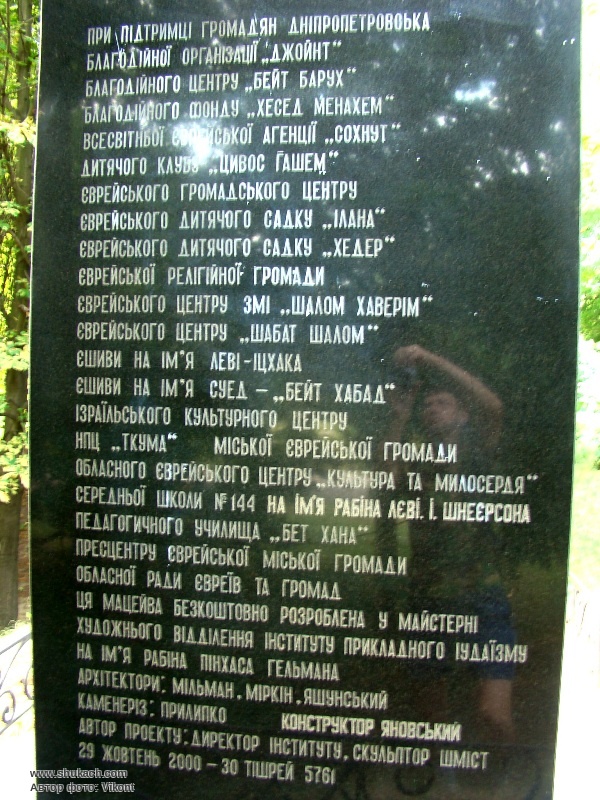 ПРИ ПІДТРИМЦІ ГРОМАДЯН ДНІПРОПЕТРОВСЬКА
БЛАГОДІЙНОЇ ОРГАНІЗАЦІЇ „ДЖОЙНТ"
БЛАГОДІЙНОГО ЦЕНТРУ „БЕЙТ БАРУХ"
БЛАГОДІЙНОГО ФОНДУ „ХЕСЕД МЕНАХЕМ"
ВСЕСВІТНЬОЇ ЄВРЕЙСЬКОЇ АГЕНЦІЇ „СОХНУТ"
ДИТЯЧОГО КЛУБУ „ЦИВОС ГАШЕМ"
ЄВРЕЙСЬКОГО ГРОМАДСЬКОГО ЦЕНТРУ
ЄВРЕЙСЬКОГО ДИТЯЧОГО САДКУ „ІЛАНА"
ЄВРЕЙСЬКОГО ДИТЯЧОГО САДКУ „ХЕДЕР"
ЄВРЕЙСЬКОЇ РЕЛІГІЙНОЇ ГРОМАДИ
ЄВРЕЙСЬКОГО ЦЕНТРУ ЗМІ „ШАЛОМ ХАВЕРІМ"
ЄВРЕЙСЬКОГО ЦЕНТРУ „ШАБАТ ШАЛОМ"
ЄШИВИ НА ІМ'Я ЛЕВІ-ІЦХАКА
ЄШИВИ НА ІМ'Я СУЕД – „БЕЙТ ХАБАД"
ІЗРАЇЛЬСЬКОГО КУЛЬТУРНОГО ЦЕНТРУ
НПЦ „ТКУМА" МІСЬКОЇ ЄВРЕЙСЬКОЇ ГРОМАДИ
ОБЛАСНОГО ЄВРЕЙСЬКОГО ЦЕНТРУ „КУЛЬТУРА ТА МИЛОСЕРДЯ"
СЕРЕДНЬОЇ ШКОЛИ №144 НА ІМ'Я РАБІНА ЛЄВІ. І. ШНЕЄРСОНА
ПЕДАГОГИЧНОГО УЧИЛИЩА „БЕТ ХАНА"
ПРЕСЦЕНТРУ ЄВРЕЙСЬКОЇ МІСЬКОЇ ГРОМАДИ
ОБЛАСНОЇ РАДИ ЄВРЕЇВ ТА ГРОМАД
ЦЯ МАЦЕЙВА БЕЗКОШТОВНО РОЗРОБЛЕНА У МАЙСТЕРНІ
ХУДОЖНЬОГО ВІДДІЛЕННЯ ІНСТИТУТУ ПРИКЛАДНОГО ІУДАЇЗМУ
НА ІМ'Я РАБІНА ПІНХАСА ГЕЛЬМАНА
АРХІТЕКТОРИ: МІЛЬМАН, МІРКІН, ЯШУНСЬКИЙ
КАМЕНЕРІЗ: ПРИЛИПКО КОНСТРУКТОР ЯНОВСЬКИЙ
АВТОР ПРОЕКТУ: ДИРЕКТОР ІНСТИТУТУ, СКУЛЬПТОР ШМІСТ
29 ЖОВТЕНЬ 2000 – 30 ТІШРЕЙ 5761
www.shukach.com
Автор фото: Vikont